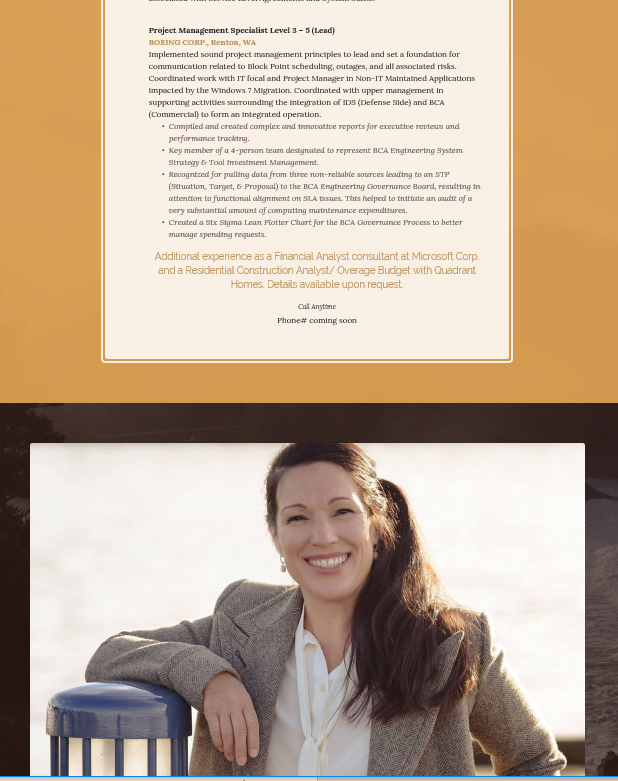 Project Management Specialist Level 3 – 5 (Lead)
BOEING CORP., Renton, WA
Implemented sound project management principles to lead and set a foundation for
communication related to Block Point scheduling, outages, and all associated risks.
Coordinated work with IT focal and Project Manager in Non-IT Maintained Applications
impacted by the Windows 7 Migration. Coordinated with upper management in
supporting activities surrounding the integration of IDS (Defense Side) and BCA
(Commercial) to form an integrated operation.
• Compiled and created complex and innovative reports for executive reviews and
performance tracking.
• Key member of a 4-person team designated to represent BCA Engineering System
Strategy & Tool Investment Management.
• Recognized for pulling data from three non-reliable sources leading to an STP
(Situation, Target, & Proposal) to the BCA Engineering Governance Board, resulting in
attention to functional alignment on SLA issues. This helped to initiate an audit of a
very substantial amount of computing maintenance expenditures.
• Created a Six Sigma Lean Plotter Chart for the BCA Governance Process to better
manage spending requests.
Additional experience as a Financial Analyst consultant at Microsoft Corp.
and a Residential Construction Analyst/ Overage Budget with Quadrant
Homes. Details available upon request.
Call Anytime
Phone# coming soon